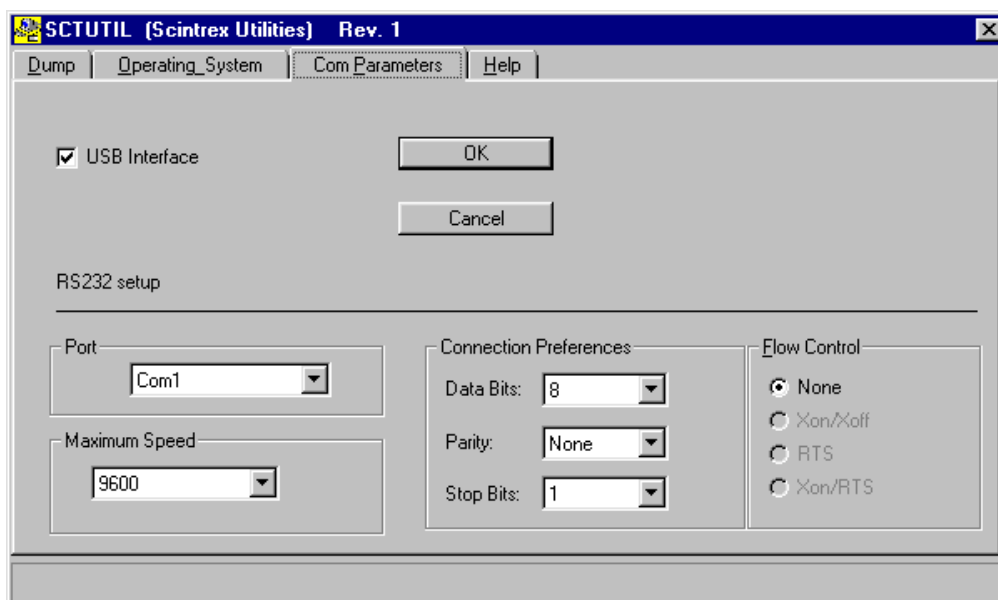 SCTUTIL (Scintrex Utilities) Rev. 1
Dump
Operating_System
Com Parameters
Help
USB Interface
OK
Cancel
RS232 setup
Port
Com1
Maximum Speed
9600
Connection Preferences
Data Bits: 8
Parity: None
Stop Bits: 1
Flow Control
None
Xon/Xoff
RTS
Xon/RTS